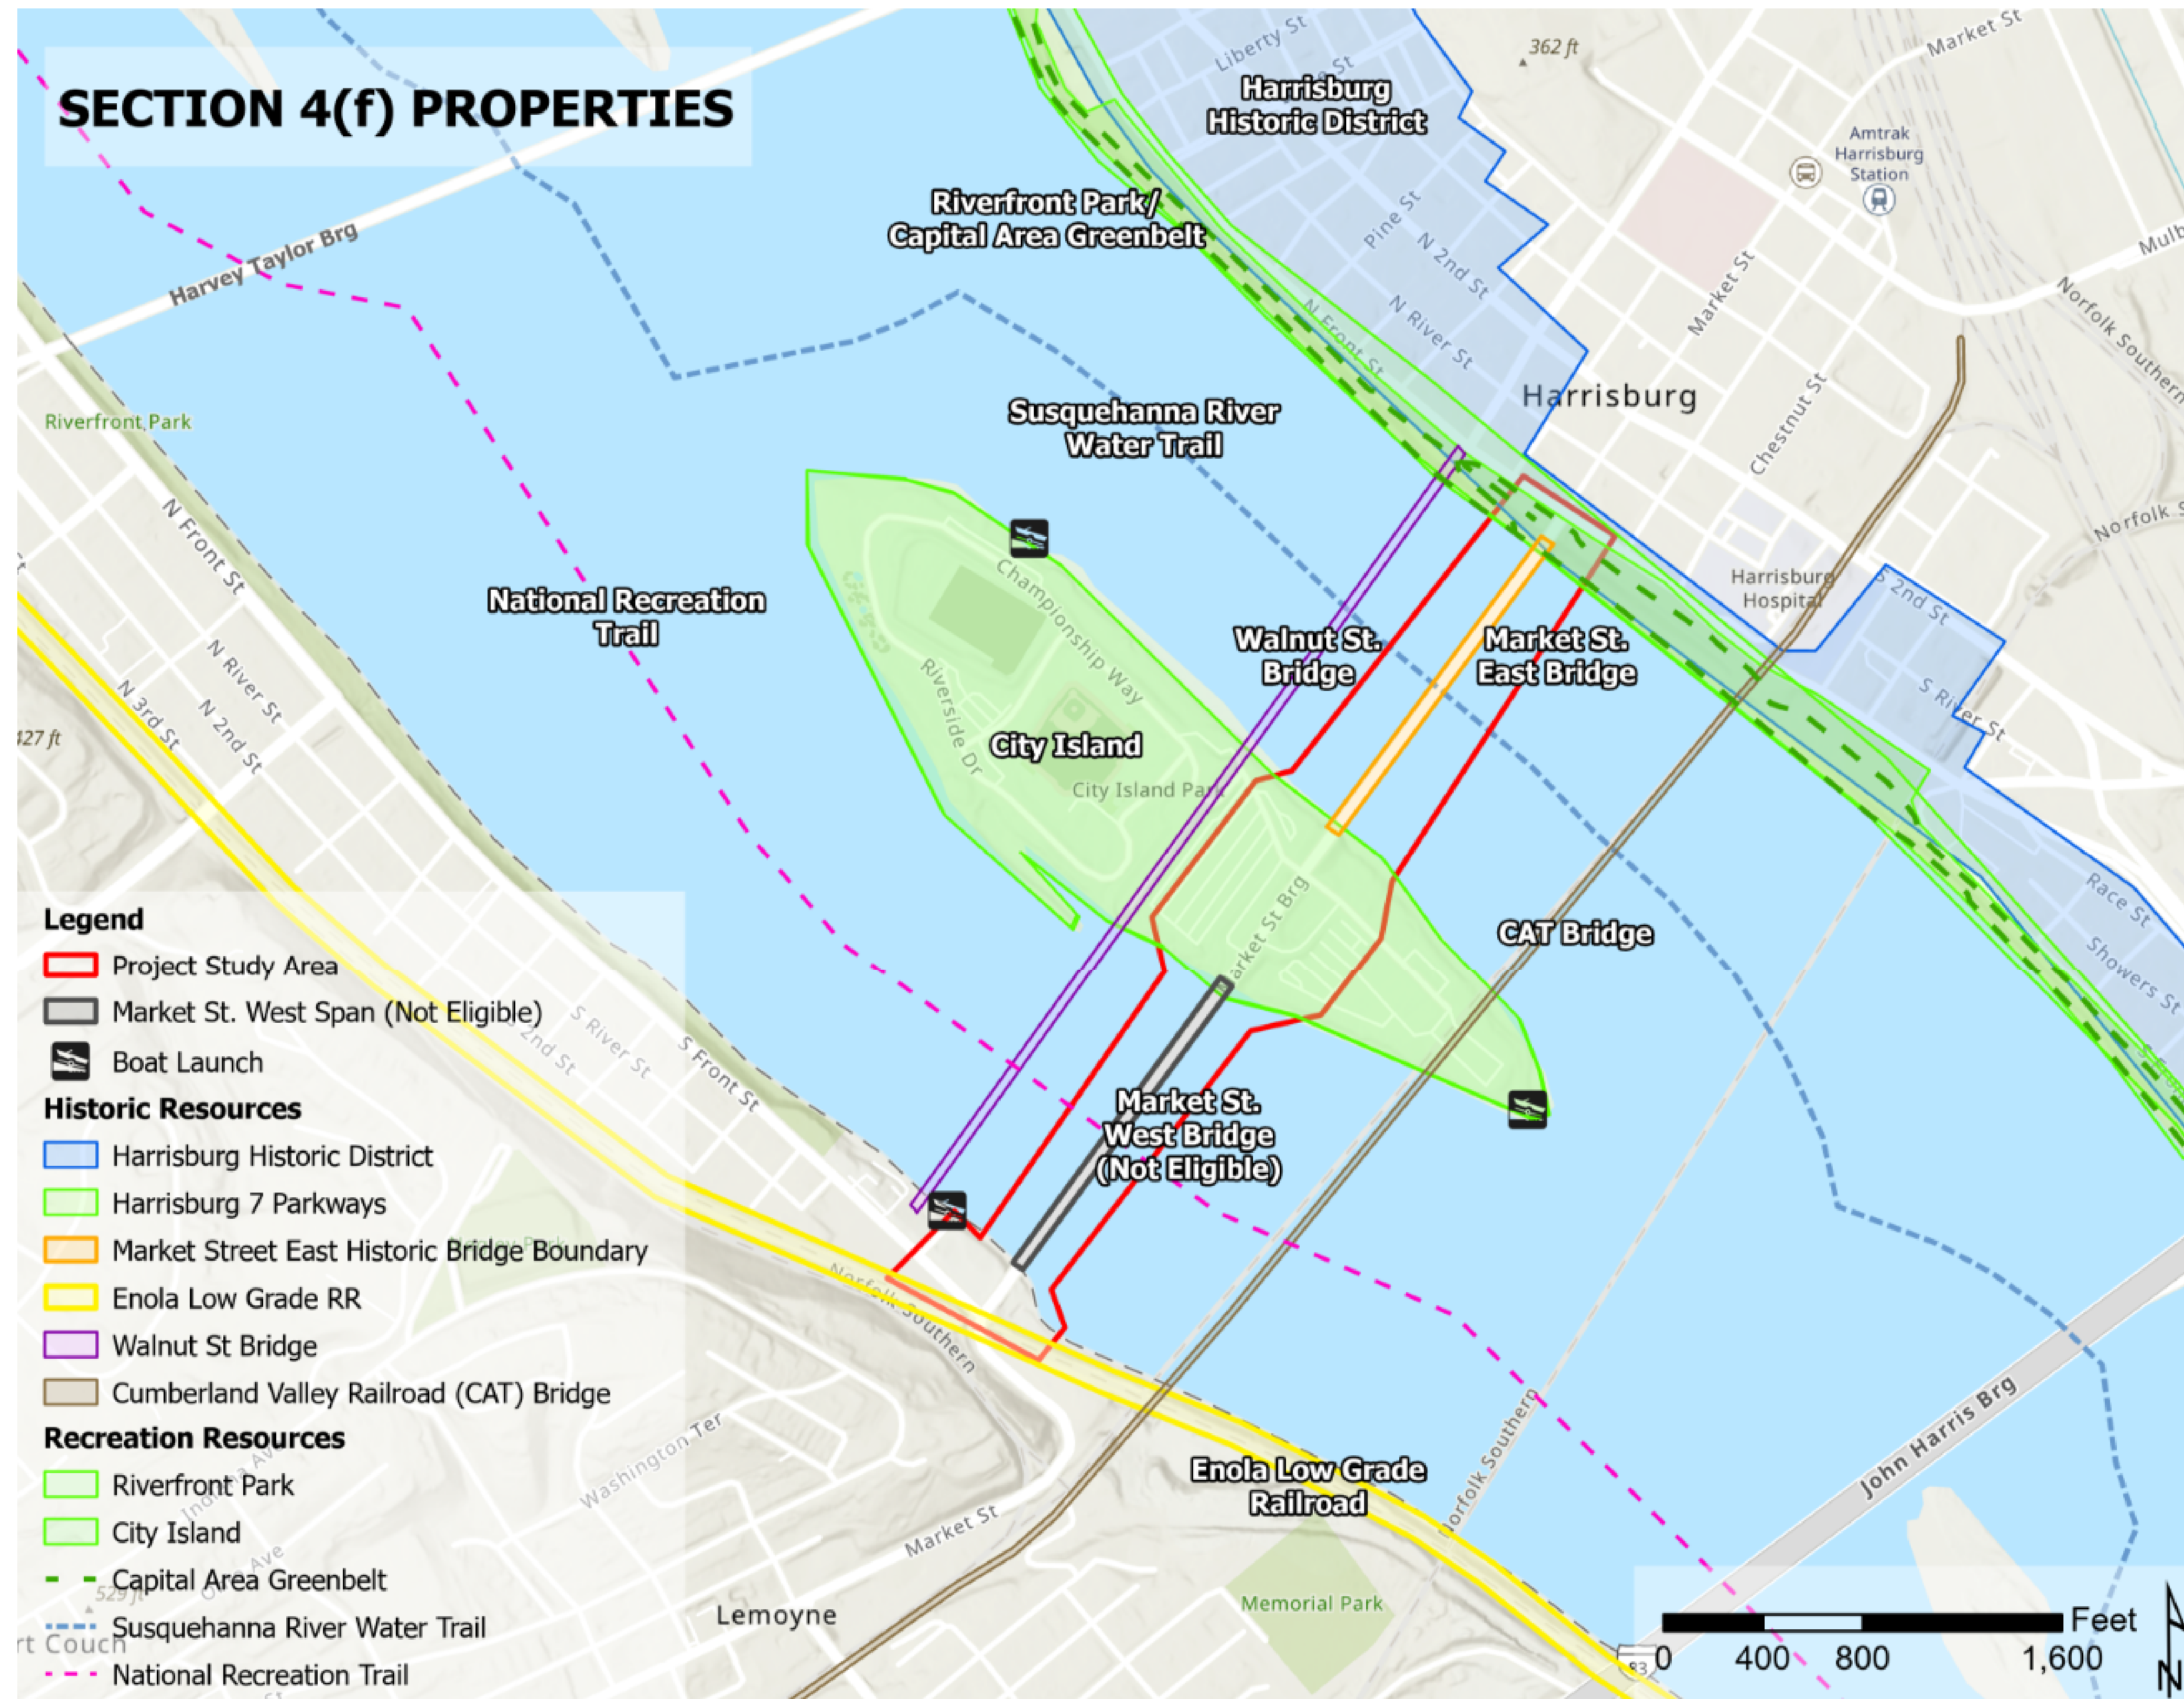 SECTION 4(f) PROPERTIES
Liberty St
Market St
362 ft
Harrisburg
Historic District
Amtrak
Harrisburg
Station
Riverfront Park/
Capital Area Greenbelt
Pine St
N 2nd St
N River St
N Front St
Market St
Norfolk Southern
Harvey Taylor Brg
Riverfront Park
Susquehanna River
Water Trail
Harrisburg
Chestnut St
N Front St
Harrisburg
Hospital
S 2nd St
National Recreation
Trail
Championship Way
Walnut St.
Bridge
Market St.
East Bridge
N River St
N 3rd St
N 2nd St
427 ft
Riverside Dr
City Island
City Island Park
S River St
Market St Brg
CAT Bridge
Race St
Showers St
S Front St
Legend
Project Study Area
Market St. West Span (Not Eligible)
Boat Launch
Historic Resources
Harrisburg Historic District
Harrisburg 7 Parkways
Market Street East Historic Bridge Boundary
Enola Low Grade RR
Walnut St Bridge
Cumberland Valley Railroad (CAT) Bridge
Recreation Resources
Riverfront Park
City Island
Capital Area Greenbelt
Susquehanna River Water Trail
National Recreation Trail
S 2nd St
S River St
S Front St
Market St.
West Bridge
(Not Eligible)
Norfolk Southern
Washington Ter
Market St
Lemoyne
Enola Low Grade
Railroad
Norfolk Southern
John Harris Brg
Memorial Park
529 ft
83
Feet
0 400 800 1,600
N